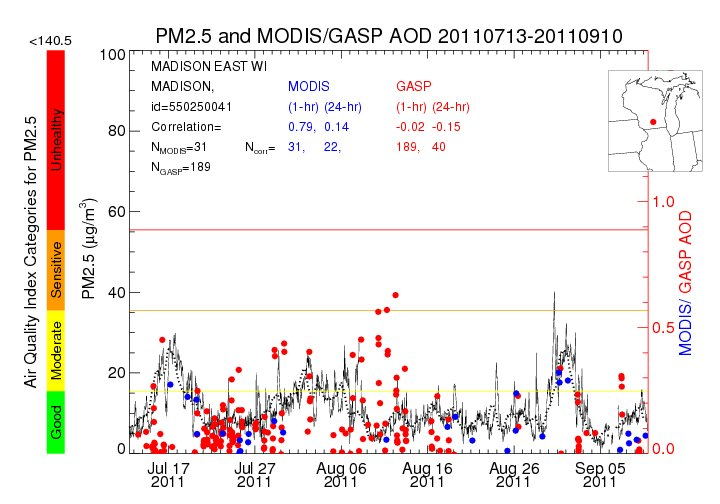 PM2.5 and MODIS/GASP AOD 20110713-20110910
<140.5
Air Quality Index Categories for PM2.5
Unhealthy
Sensitive
Moderate
Good
PM2.5 (µg/m³)
100
80
60
40
20
0
MADISON EAST WI
MADISON, MODIS GASP
id=550250041 (1-hr) (24-hr) (1-hr) (24-hr)
Correlation= 0.79, 0.14 -0.02 -0.15
NMODIS=31 Ncorr= 31, 22, 189, 40
NGASP=189
1.0
0.5
0.0
MODIS/ GASP AOD
Jul 17 Jul 27 Aug 06 Aug 16 Aug 26 Sep 05
2011 2011 2011 2011 2011 2011